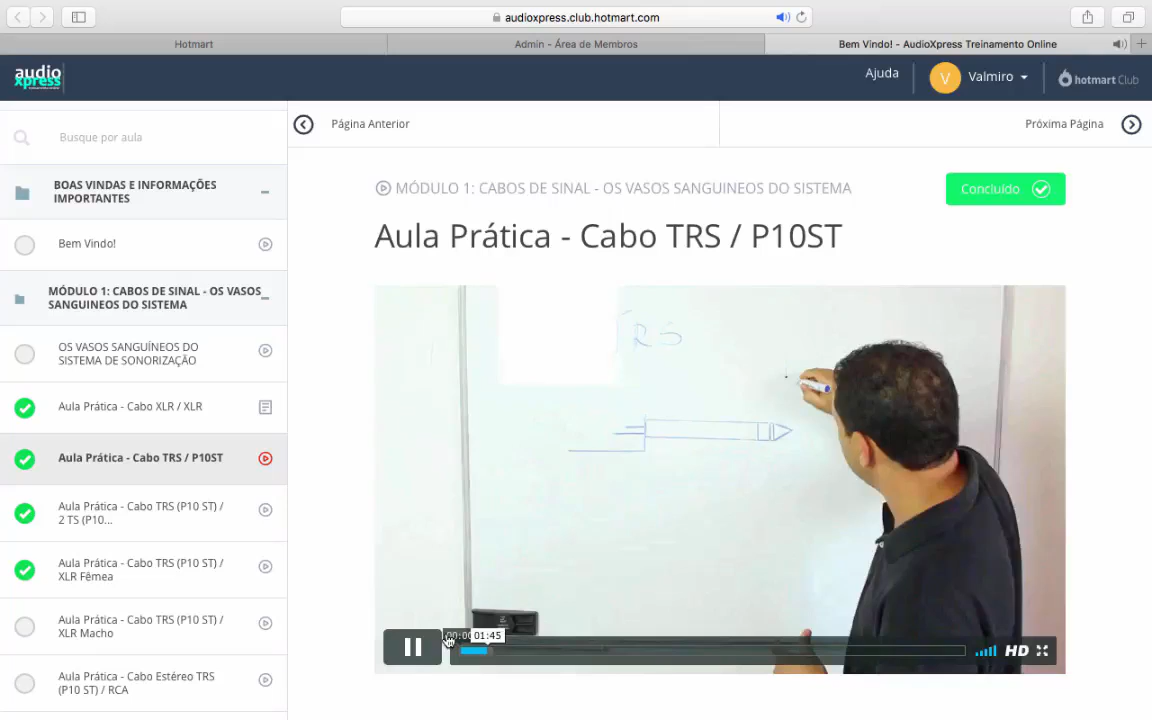 audioxpress.club.hotmart.com
Hotmart
Admin - Área de Membros
Bem Vindo! - AudioXpress Treinamento Online
audio
xpress
Ajuda
V
Valmiro
hotmart Club
Busque por aula
Página Anterior
Próxima Página
BOAS VINDAS E INFORMAÇÕES
IMPORTANTES
Bem Vindo!
MÓDULO 1: CABOS DE SINAL - OS VASOS
SANGUINEOS DO SISTEMA
OS VASOS SANGUÍNEOS DO
SISTEMA DE SONORIZAÇÃO
Aula Prática - Cabo XLR / XLR
Aula Prática - Cabo TRS / P10ST
Aula Prática - Cabo TRS (P10 ST) /
2 TS (P10...
Aula Prática - Cabo TRS (P10 ST) /
XLR Fêmea
Aula Prática - Cabo TRS (P10 ST) /
XLR Macho
Aula Prática - Cabo Estéreo TRS
(P10 ST) / RCA
MÓDULO 1: CABOS DE SINAL - OS VASOS SANGUINEOS DO SISTEMA
Concluído
Aula Prática - Cabo TRS / P10ST
RS
01:45
HD